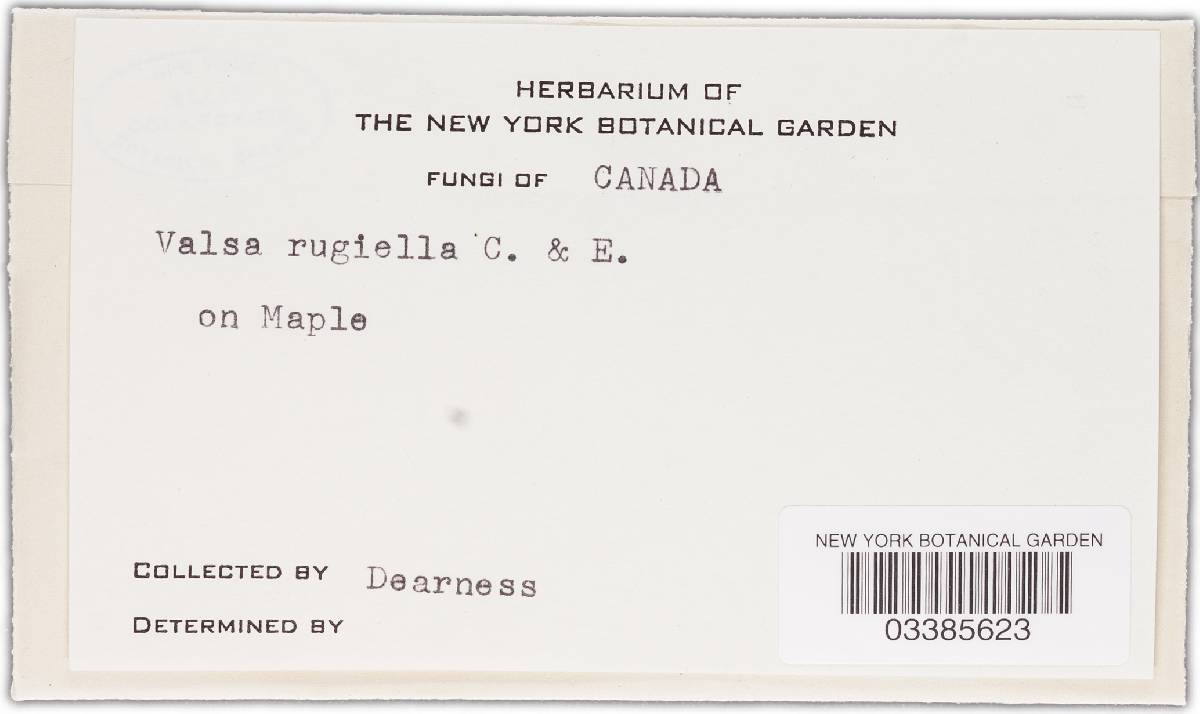 HERBARIUM OF
THE NEW YORK BOTANICAL GARDEN
FUNGI OF CANADA
Valsa rugiella C. & E.
on Maple
COLLECTED BY Dearness
DETERMINED BY
NEW YORK BOTANICAL GARDEN
03385623